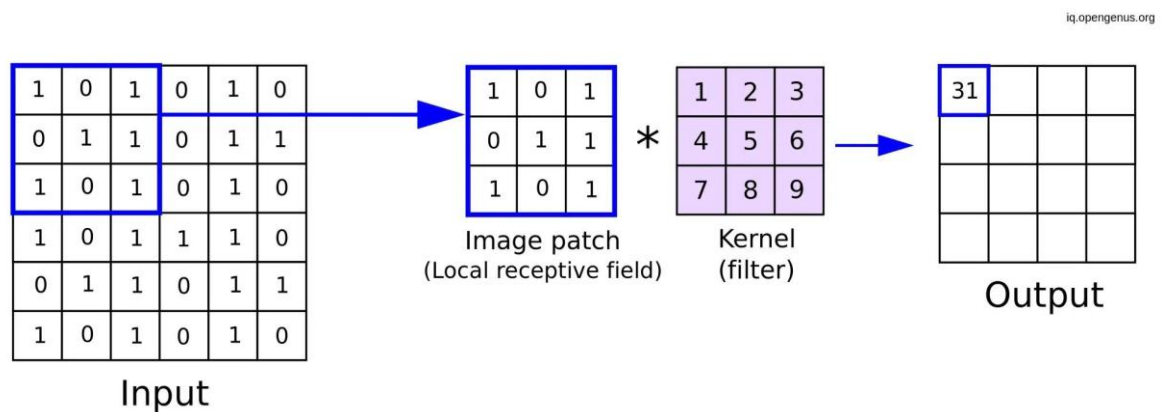 iq.opengenus.org
1 0 1 0 1 0
0 1 1 0 1 1
1 0 1 0 1 0
1 0 1 1 1 0
0 1 1 0 1 1
1 0 1 0 1 0
Input
1 0 1
0 1 1
1 0 1
Image patch
(Local receptive field)
*
1 2 3
4 5 6
7 8 9
Kernel
(filter)
31
Output